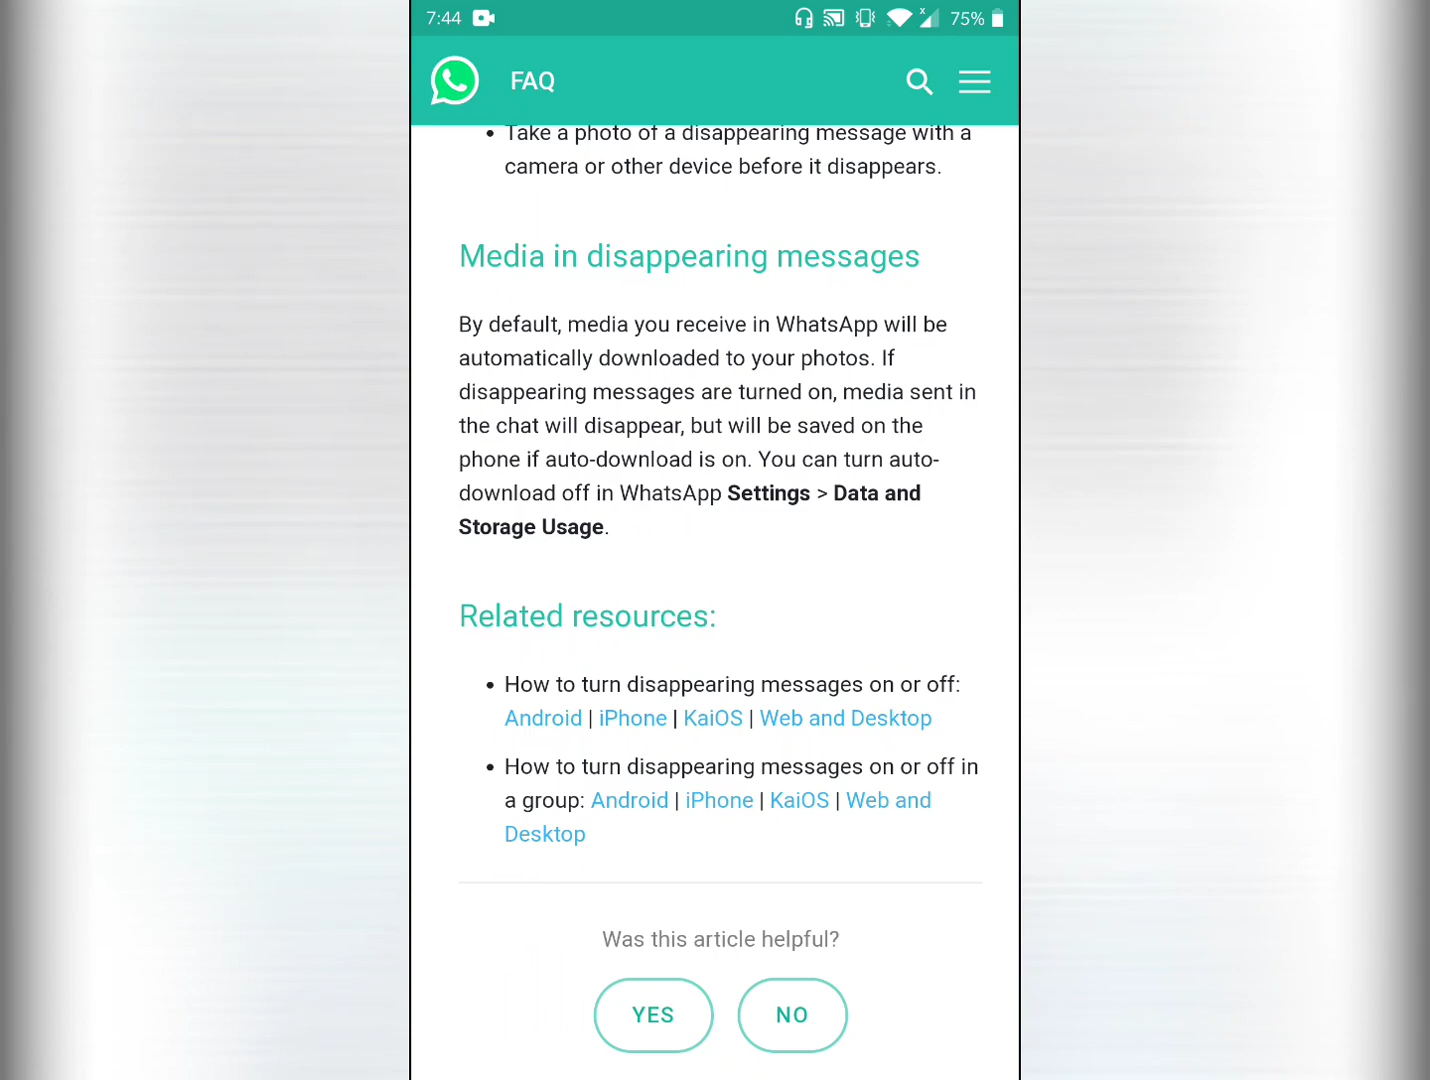 7:44
75%
FAQ
• Take a photo of a disappearing message with a
camera or other device before it disappears.
Media in disappearing messages
By default, media you receive in WhatsApp will be
automatically downloaded to your photos. If
disappearing messages are turned on, media sent in
the chat will disappear, but will be saved on the
phone if auto-download is on. You can turn auto-
download off in WhatsApp Settings > Data and
Storage Usage.
Related resources:
• How to turn disappearing messages on or off:
Android | iPhone | KaiOS | Web and Desktop
• How to turn disappearing messages on or off in
a group: Android | iPhone | KaiOS | Web and
Desktop
Was this article helpful?
YES NO